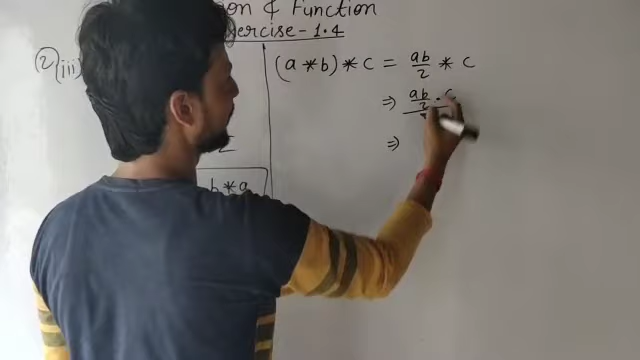 on & Function
ercise - 1.4
2 (iii)
(a * b) * c = ab/2 * c
⇒ ab/2 · c
⇒
b * a